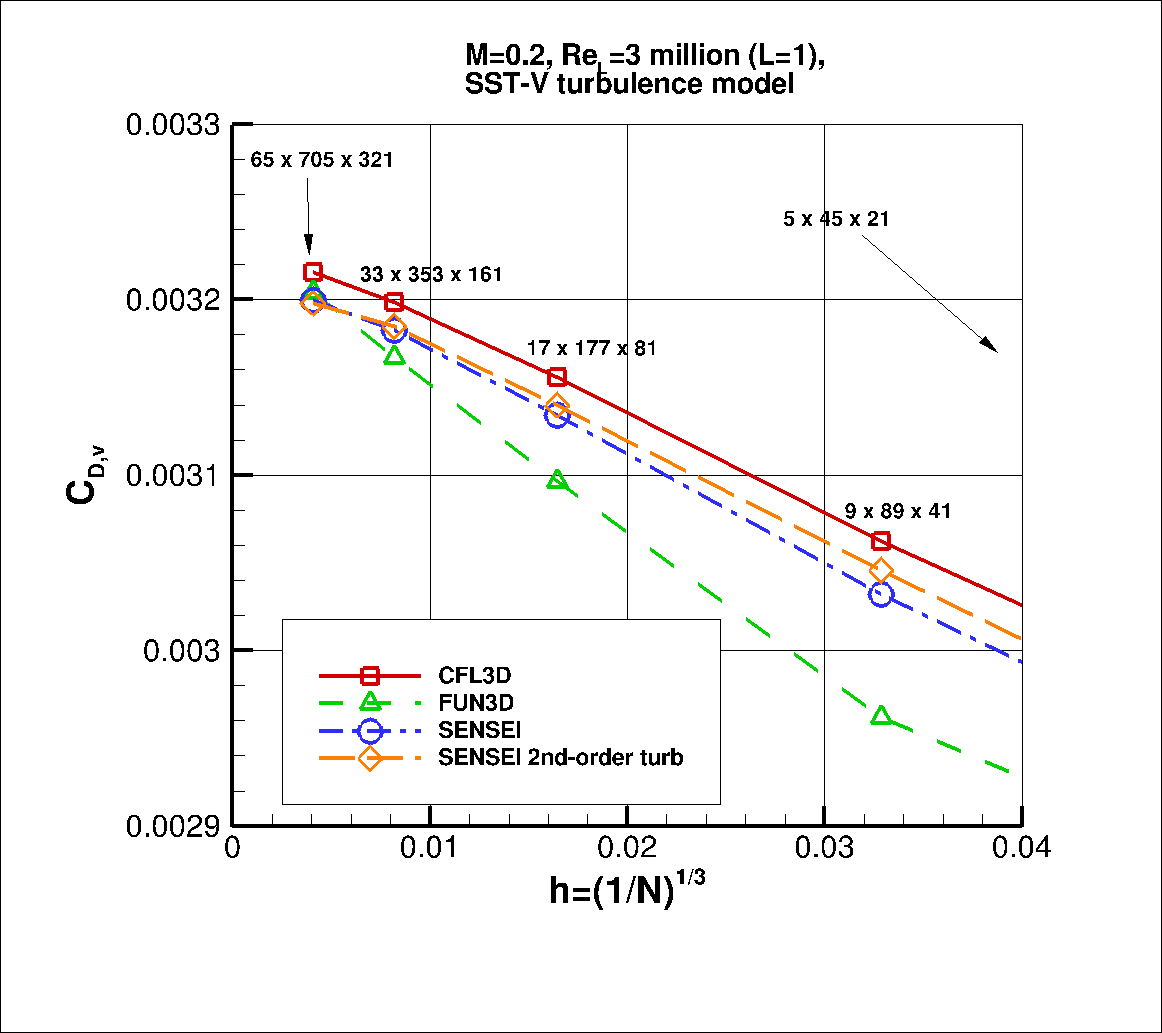 M=0.2, Re_L=3 million (L=1),
SST-V turbulence model
0.0033
65 x 705 x 321
5 x 45 x 21
33 x 353 x 161
0.0032
17 x 177 x 81
C_D,v
0.0031
9 x 89 x 41
0.003
CFL3D
FUN3D
SENSEI
SENSEI 2nd-order turb
0.0029
0 0.01 0.02 0.03 0.04
h=(1/N)^1/3